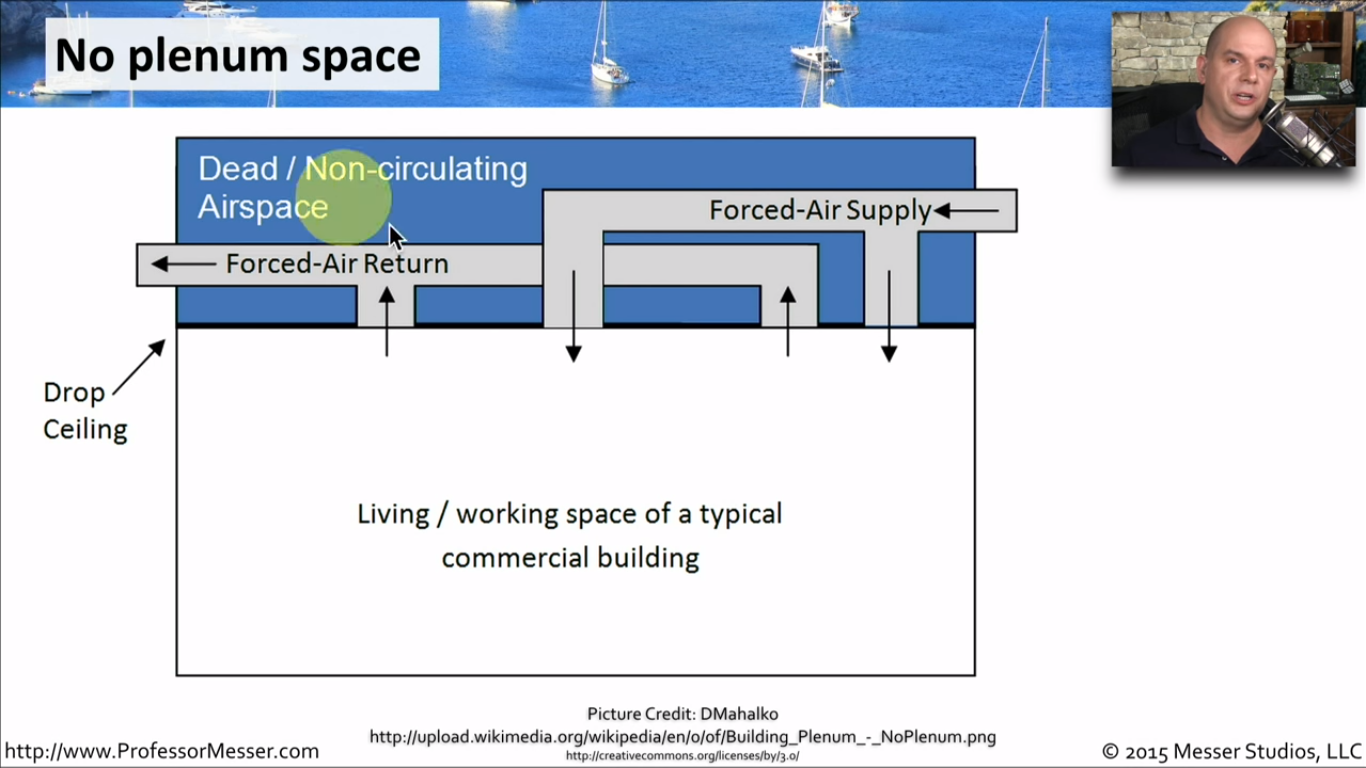 No plenum space
Dead / Non-circulating
Airspace
Forced-Air Supply
Forced-Air Return
Drop
Ceiling
Living / working space of a typical
commercial building
Picture Credit: DMahalko
http://upload.wikimedia.org/wikipedia/en/0/0f/Building_Plenum_-_NoPlenum.png
http://creativecommons.org/licenses/by/3.0/
http://www.ProfessorMesser.com
© 2015 Messer Studios, LLC